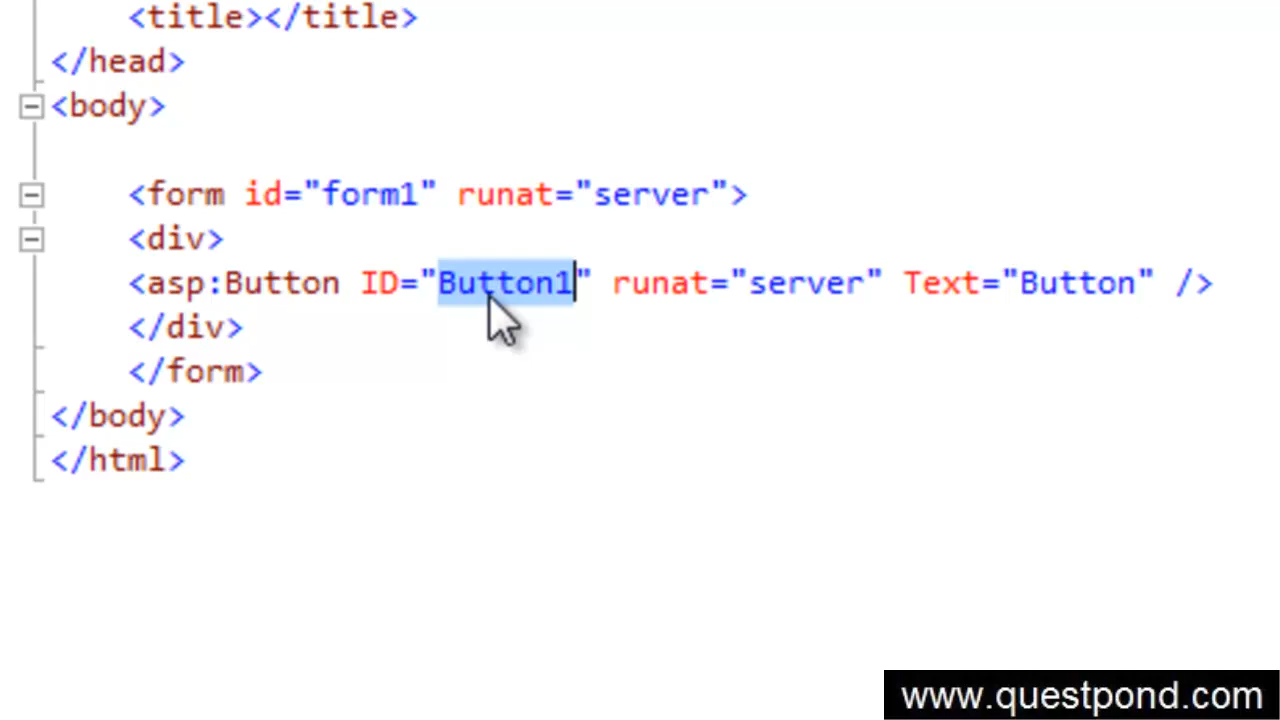 <title></title>
</head>
<body>
<form id="form1" runat="server">
<div>
<asp:Button ID="Button1" runat="server" Text="Button" />
</div>
</form>
</body>
</html>
www.questpond.com